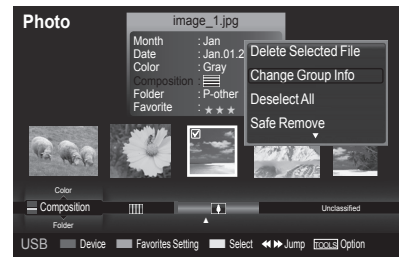 Photo
image_1.jpg
Month : Jan
Date : Jan.01.2
Color : Gray
Composition :
Folder : P-other
Favorite : ★★★
Delete Selected File
Change Group Info
Deselect All
Safe Remove
Color
Composition
Folder
Unclassified
USB Device Favorites Setting Select Jump TOOLS Option